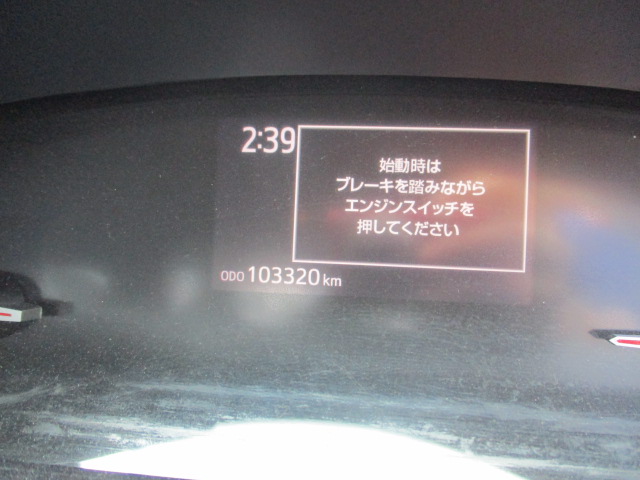 2:39
始動時は
ブレーキを踏みながら
エンジンスイッチを
押してください
ODO 103320 km